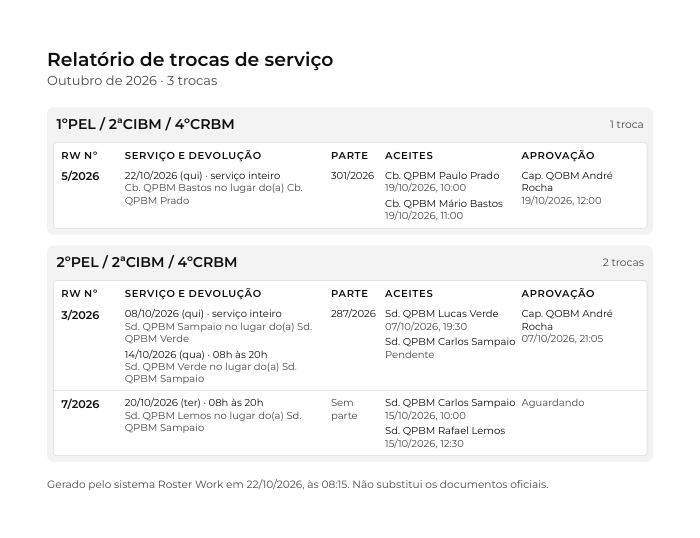 Relatório de trocas de serviço
Outubro de 2026 · 3 trocas
1ºPEL / 2ªCIBM / 4ºCRBM
1 troca
RW Nº SERVIÇO E DEVOLUÇÃO PARTE ACEITES APROVAÇÃO
5/2026
22/10/2026 (qui) · serviço inteiro
Cb. QPBM Bastos no lugar do(a) Cb.
QPBM Prado
301/2026
Cb. QPBM Paulo Prado
19/10/2026, 10:00
Cb. QPBM Mário Bastos
19/10/2026, 11:00
Cap. QOBM André
Rocha
19/10/2026, 12:00
2ºPEL / 2ªCIBM / 4ºCRBM
2 trocas
RW Nº SERVIÇO E DEVOLUÇÃO PARTE ACEITES APROVAÇÃO
3/2026
08/10/2026 (qui) · serviço inteiro
Sd. QPBM Sampaio no lugar do(a) Sd.
QPBM Verde
14/10/2026 (qua) · 08h às 20h
Sd. QPBM Verde no lugar do(a) Sd.
QPBM Sampaio
287/2026
Sd. QPBM Lucas Verde
07/10/2026, 19:30
Sd. QPBM Carlos Sampaio
Pendente
Cap. QOBM André
Rocha
07/10/2026, 21:05
7/2026
20/10/2026 (ter) · 08h às 20h
Sd. QPBM Lemos no lugar do(a) Sd.
QPBM Sampaio
Sem
parte
Sd. QPBM Carlos Sampaio
15/10/2026, 10:00
Sd. QPBM Rafael Lemos
15/10/2026, 12:30
Aguardando
Gerado pelo sistema Roster Work em 22/10/2026, às 08:15. Não substitui os documentos oficiais.